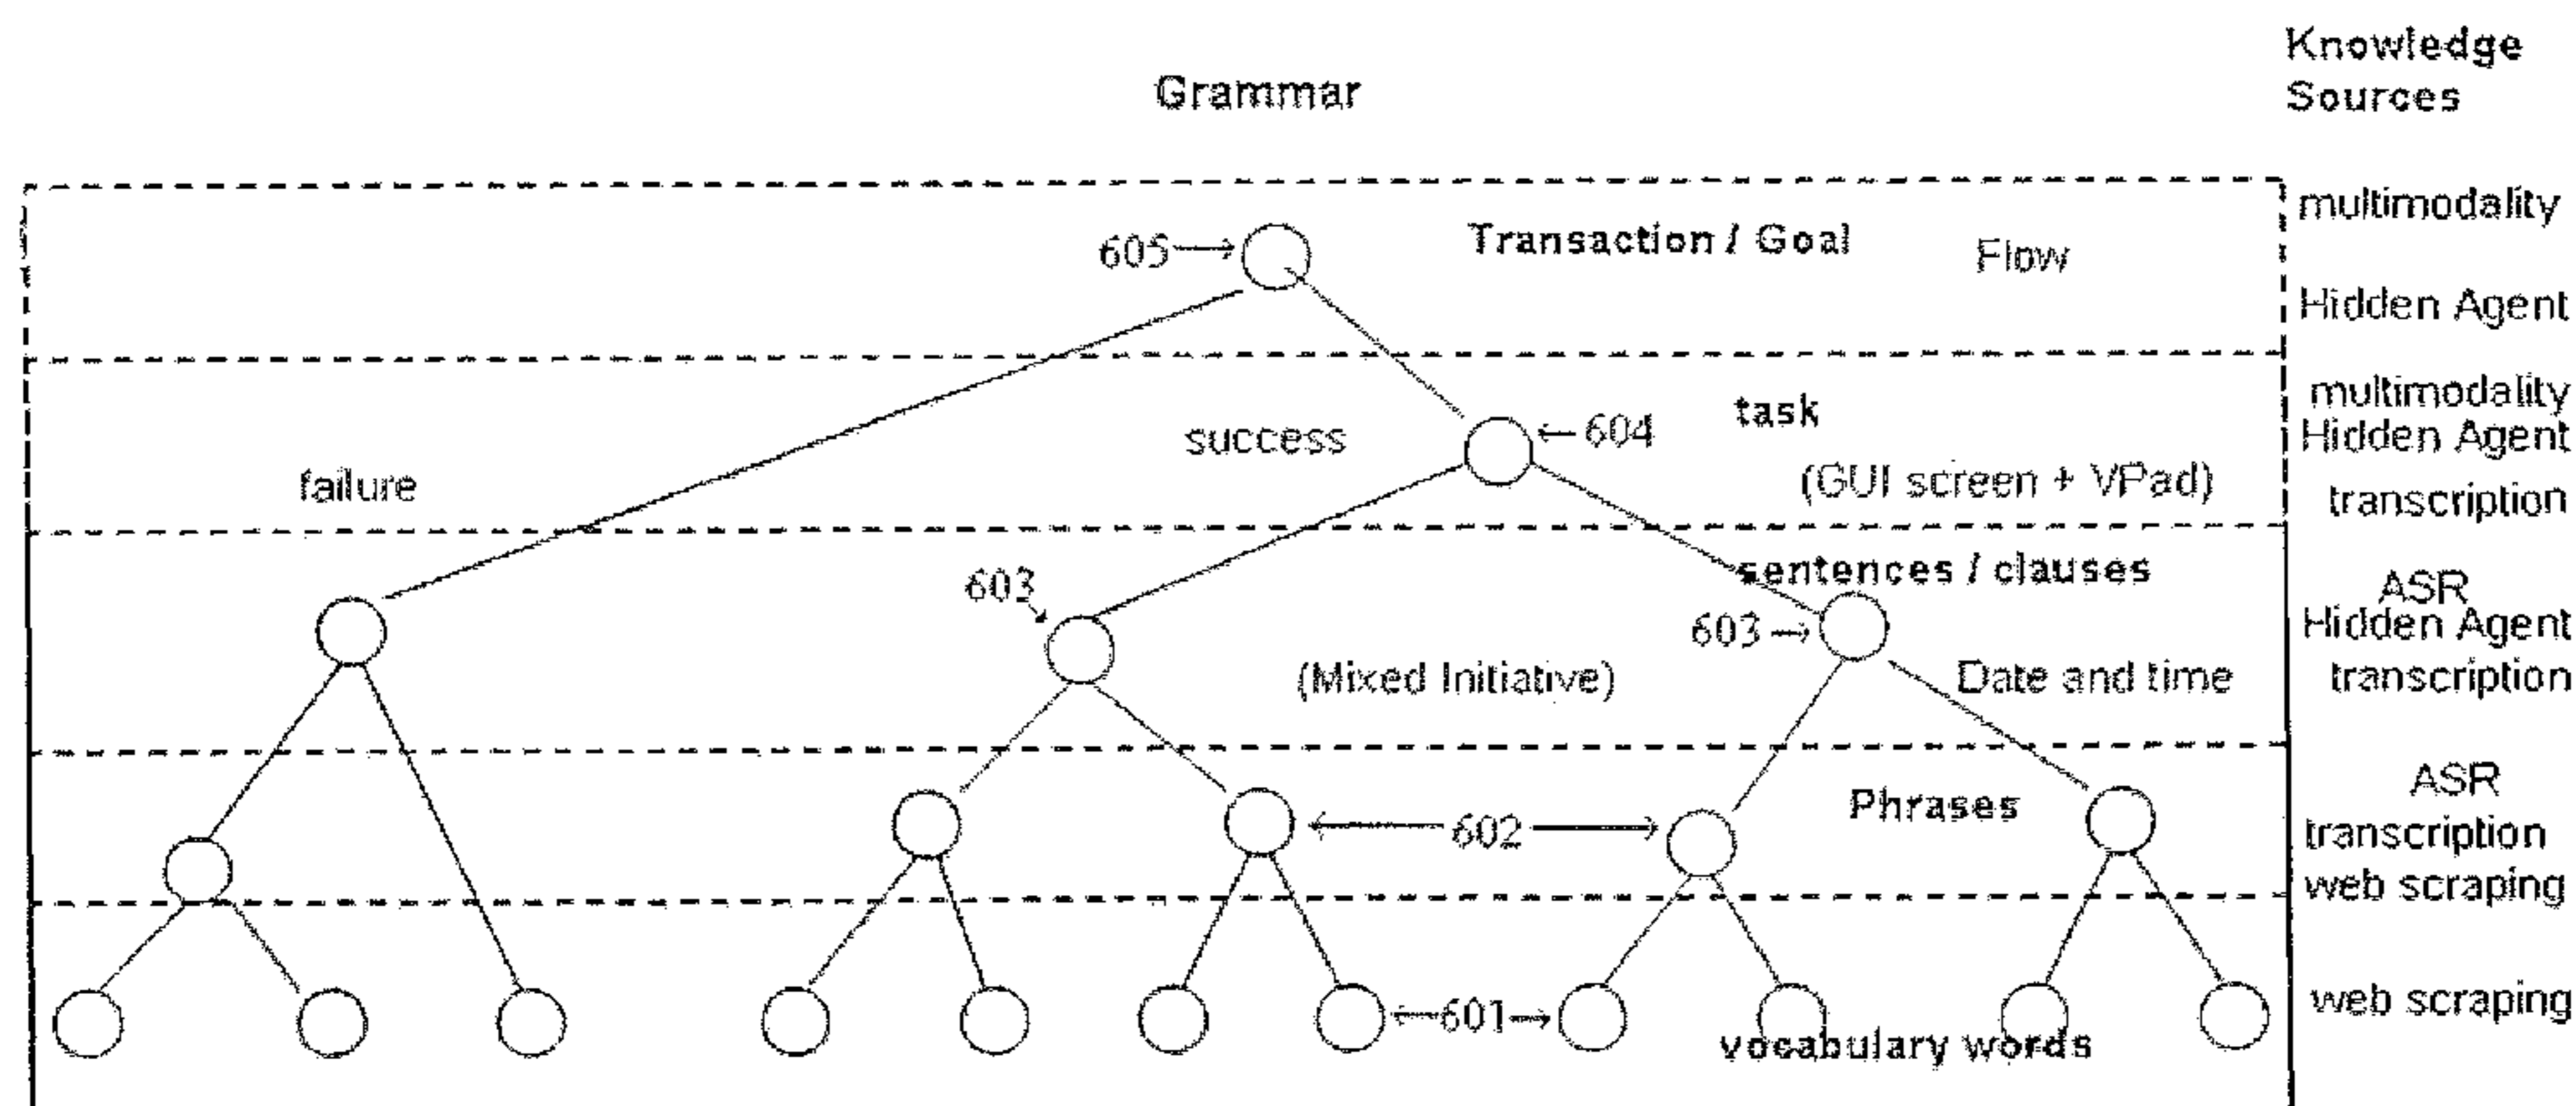 Knowledge
Sources
Grammar
multimodality
605 Transaction / Goal Flow
Hidden Agent
multimodality
task
success 604 Hidden Agent
failure (GUI screen + VPad) transcription
sentences / clauses ASR
603 603 Hidden Agent
(Mixed Initiative) Date and time transcription
Phrases ASR
602 transcription
web scraping
601 web scraping
vocabulary words